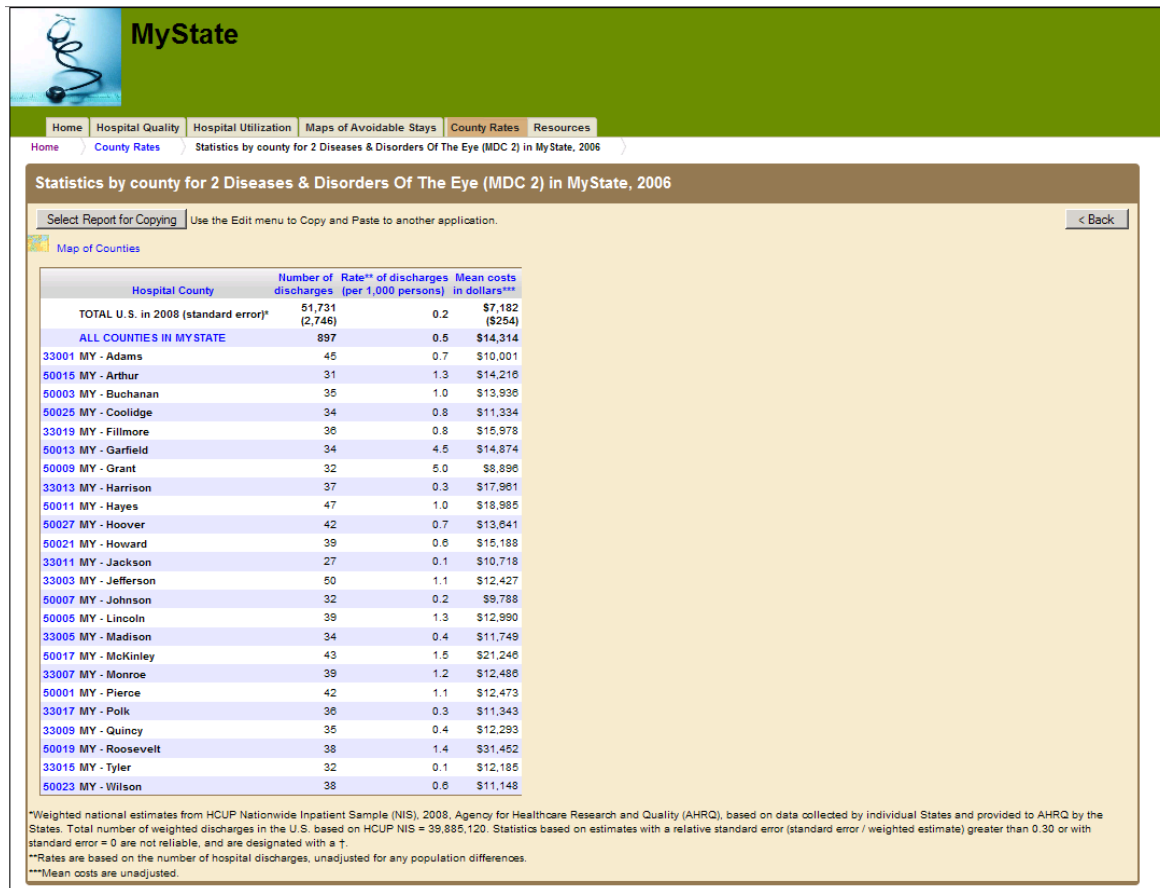 MyState
Home Hospital Quality Hospital Utilization Maps of Avoidable Stays County Rates Resources
Home County Rates Statistics by county for 2 Diseases & Disorders Of The Eye (MDC 2) in MyState, 2006
Statistics by county for 2 Diseases & Disorders Of The Eye (MDC 2) in MyState, 2006
Select Report for Copying Use the Edit menu to Copy and Paste to another application. < Back
Map of Counties
Number of Rate** of discharges Mean costs
Hospital County discharges (per 1,000 persons) in dollars***
TOTAL U.S. in 2008 (standard error)* 51,731 (2,746) 0.2 $7,182 ($254)
ALL COUNTIES IN MYSTATE 897 0.5 $14,314
33001 MY - Adams 45 0.7 $10,001
50015 MY - Arthur 31 1.3 $14,216
50003 MY - Buchanan 35 1.0 $13,936
50025 MY - Coolidge 34 0.8 $11,334
33019 MY - Fillmore 36 0.8 $15,978
50013 MY - Garfield 34 4.5 $14,874
50009 MY - Grant 32 5.0 $8,896
33013 MY - Harrison 37 0.3 $17,961
50011 MY - Hayes 47 1.0 $18,985
50027 MY - Hoover 42 0.7 $13,641
50021 MY - Howard 39 0.6 $15,188
33011 MY - Jackson 27 0.1 $10,718
33003 MY - Jefferson 50 1.1 $12,427
50007 MY - Johnson 32 0.2 $9,788
50005 MY - Lincoln 39 1.3 $12,990
33005 MY - Madison 34 0.4 $11,749
50017 MY - McKinley 43 1.5 $21,246
33007 MY - Monroe 39 1.2 $12,486
50001 MY - Pierce 42 1.1 $12,473
33017 MY - Polk 36 0.3 $11,343
33009 MY - Quincy 35 0.4 $12,293
50019 MY - Roosevelt 38 1.4 $31,452
33015 MY - Tyler 32 0.1 $12,185
50023 MY - Wilson 38 0.6 $11,148
*Weighted national estimates from HCUP Nationwide Inpatient Sample (NIS), 2008, Agency for Healthcare Research and Quality (AHRQ), based on data collected by individual States and provided to AHRQ by the
States. Total number of weighted discharges in the U.S. based on HCUP NIS = 39,885,120. Statistics based on estimates with a relative standard error (standard error / weighted estimate) greater than 0.30 or with
standard error = 0 are not reliable, and are designated with a †.
**Rates are based on the number of hospital discharges, unadjusted for any population differences.
***Mean costs are unadjusted.